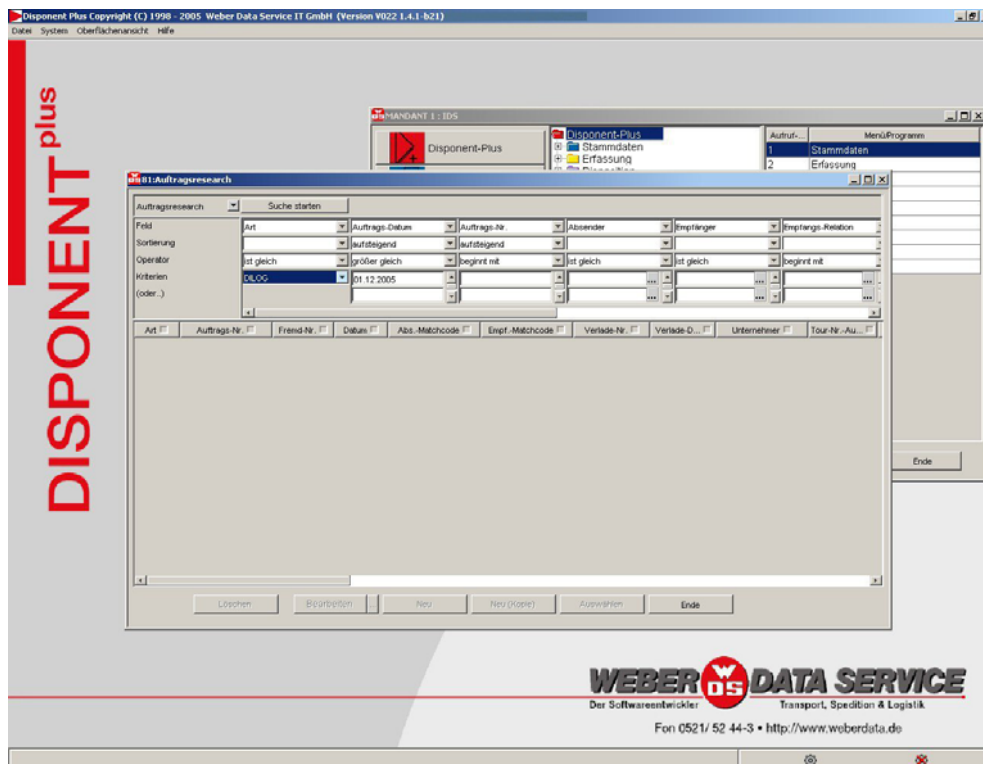 Disponent Plus Copyright (C) 1998 - 2005 Weber Data Service IT GmbH (Version V022 1.4.1-b21)
Datei System Oberflächenansicht Hilfe
DISPONENT plus
MANDANT 1 : IDS
Disponent-Plus
Disponent-Plus
Stammdaten
Erfassung
Aufruf-... Menü/Programm
1 Stammdaten
2 Erfassung
81:Auftragsresearch
Auftragsresearch Suche starten
Feld Art Auftrags-Datum Auftrags-Nr. Absender Empfänger Empfangs-Relation
Sortierung aufsteigend aufsteigend
Operator ist gleich größer gleich beginnt mit ist gleich ist gleich beginnt mit
Kriterien DILOG 01.12.2005
(oder..)
Art Auftrags-Nr. Fremd-Nr. Datum Abs.-Matchcode Empf.-Matchcode Verlade-Nr. Verlade-D... Unternehmer Tour-Nr.-Au...
Ende
Löschen Bearbeiten ... Neu Neu (Kopie) Auswählen Ende
WEBER WDS DATA SERVICE
Der Softwareentwickler Transport, Spedition & Logistik
Fon 0521/ 52 44-3 • http://www.weberdata.de